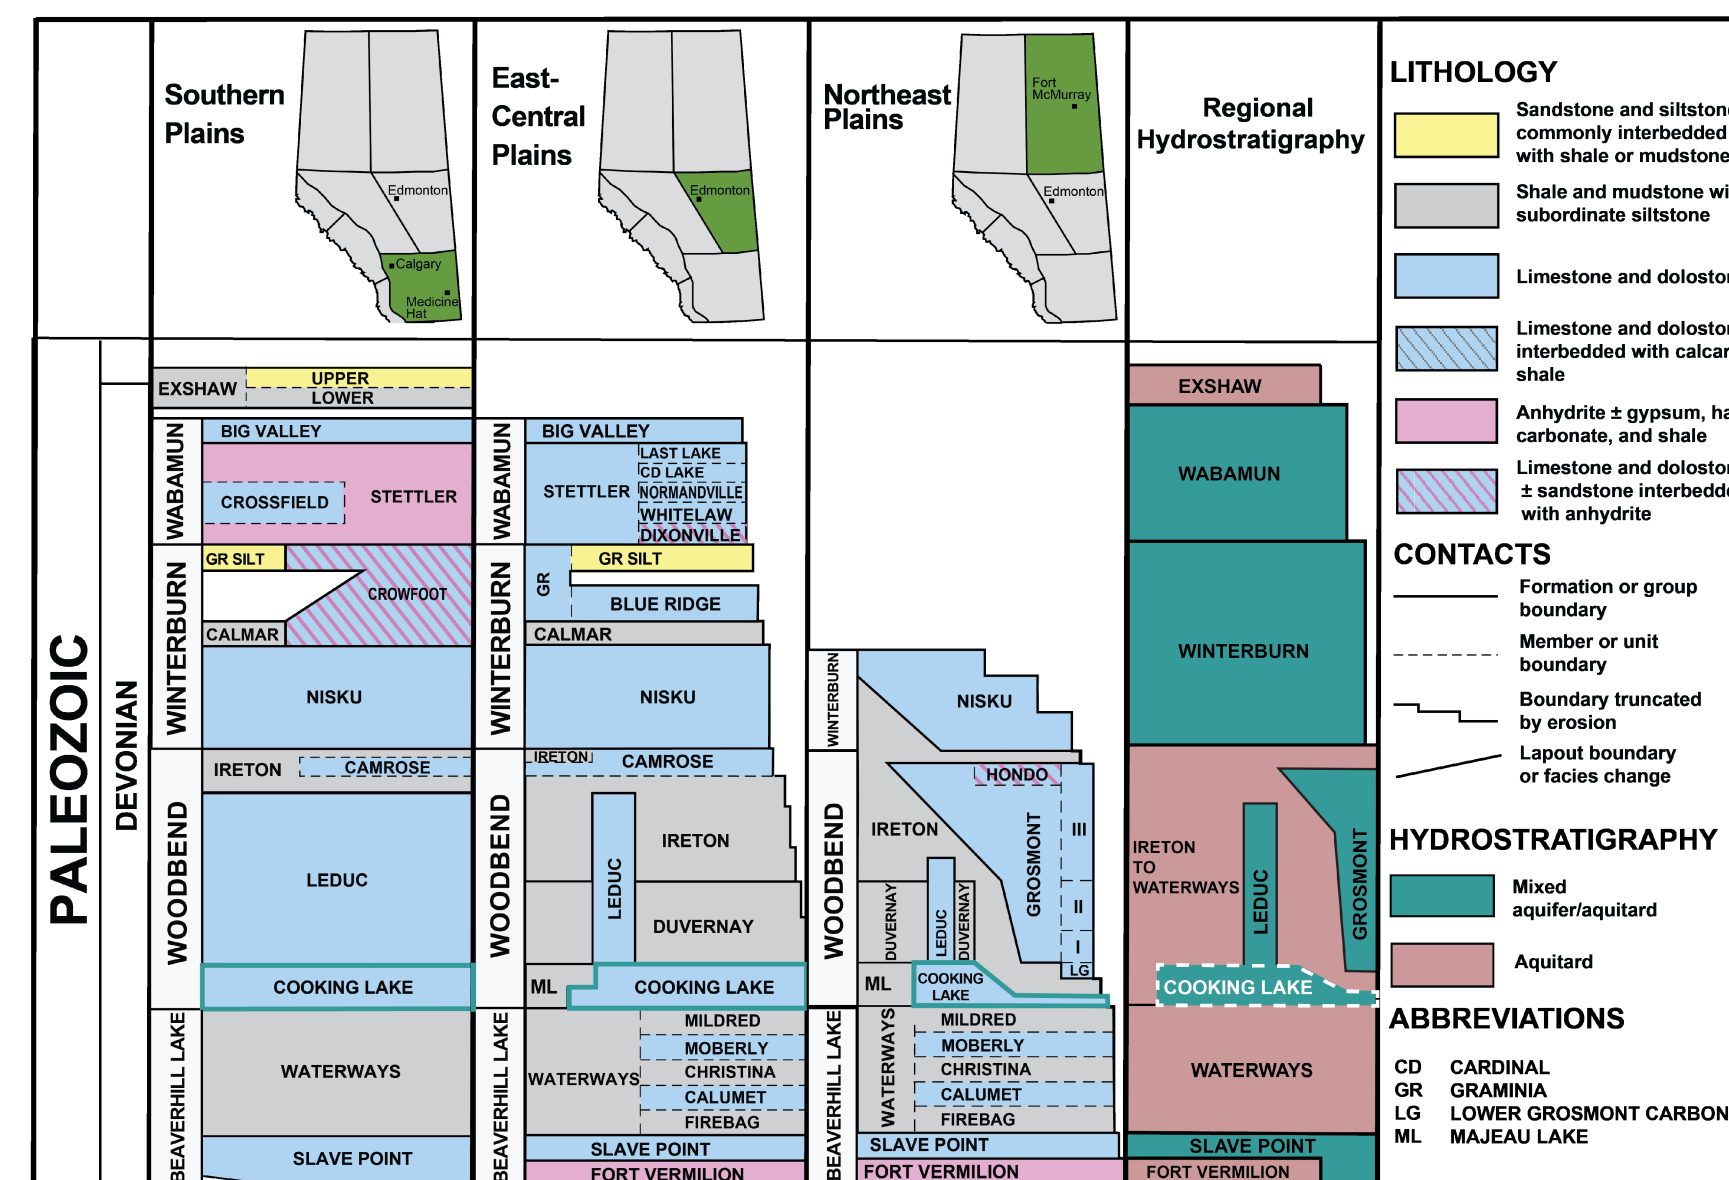 Southern
Plains
Edmonton
Calgary
Medicine
Hat
East-
Central
Plains
Edmonton
Northeast
Plains
Fort
McMurray
Edmonton
Regional
Hydrostratigraphy
PALEOZOIC
DEVONIAN
EXSHAW
UPPER
LOWER
WABAMUN
BIG VALLEY
STETTLER
CROSSFIELD
WINTERBURN
GR SILT
CROWFOOT
CALMAR
NISKU
WOODBEND
IRETON
CAMROSE
LEDUC
COOKING LAKE
BEAVERHILL LAKE
WATERWAYS
SLAVE POINT
WABAMUN
BIG VALLEY
STETTLER
LAST LAKE
CD LAKE
NORMANDVILLE
WHITELAW
DIXONVILLE
WINTERBURN
GR
GR SILT
BLUE RIDGE
CALMAR
NISKU
WOODBEND
IRETON
CAMROSE
IRETON
LEDUC
DUVERNAY
ML
COOKING LAKE
BEAVERHILL LAKE
WATERWAYS
MILDRED
MOBERLY
CHRISTINA
CALUMET
FIREBAG
SLAVE POINT
FORT VERMILION
WINTERBURN
NISKU
WOODBEND
HONDO
IRETON
GROSMONT
III
II
I
LG
DUVERNAY
LEDUC
DUVERNAY
ML
COOKING
LAKE
BEAVERHILL LAKE
WATERWAYS
MILDRED
MOBERLY
CHRISTINA
CALUMET
FIREBAG
SLAVE POINT
FORT VERMILION
EXSHAW
WABAMUN
WINTERBURN
IRETON
TO
WATERWAYS
LEDUC
GROSMONT
COOKING LAKE
WATERWAYS
SLAVE POINT
FORT VERMILION
LITHOLOGY
Sandstone and siltstone
commonly interbedded
with shale or mudstone
Shale and mudstone wi
subordinate siltstone
Limestone and doloston
Limestone and doloston
interbedded with calcar
shale
Anhydrite ± gypsum, ha
carbonate, and shale
Limestone and doloston
± sandstone interbedde
with anhydrite
CONTACTS
Formation or group
boundary
Member or unit
boundary
Boundary truncated
by erosion
Lapout boundary
or facies change
HYDROSTRATIGRAPHY
Mixed
aquifer/aquitard
Aquitard
ABBREVIATIONS
CD CARDINAL
GR GRAMINIA
LG LOWER GROSMONT CARBON
ML MAJEAU LAKE